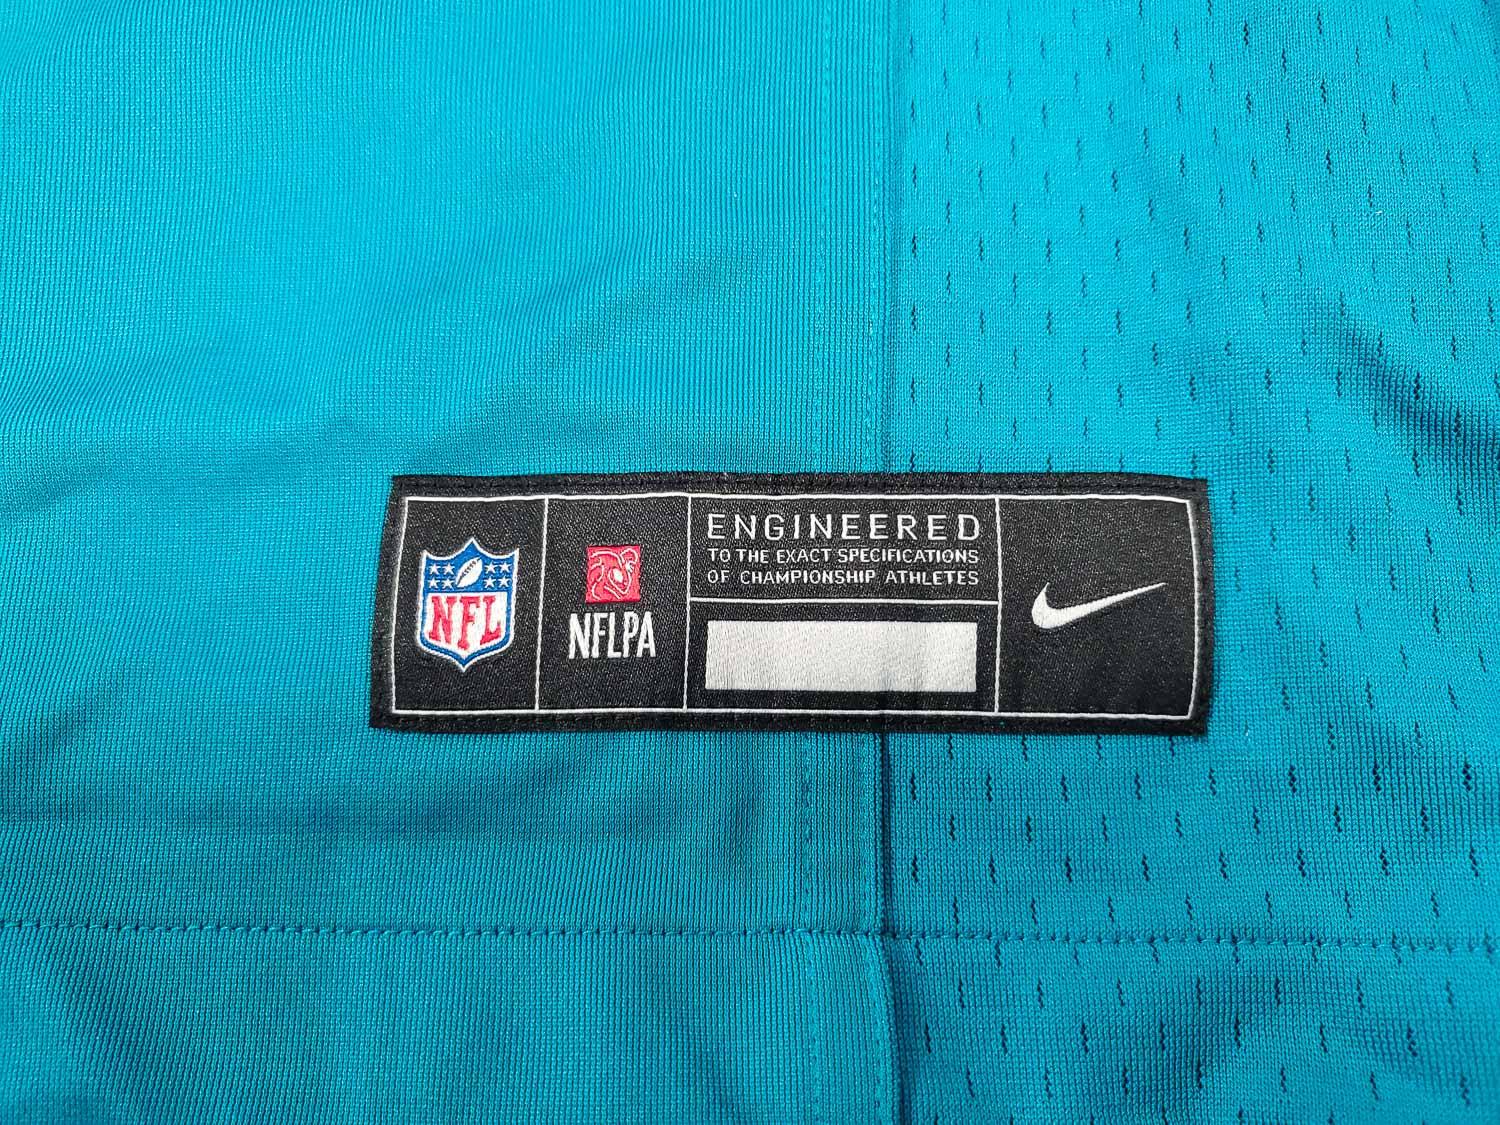 NFL
NFLPA
ENGINEERED
TO THE EXACT SPECIFICATIONS
OF CHAMPIONSHIP ATHLETES